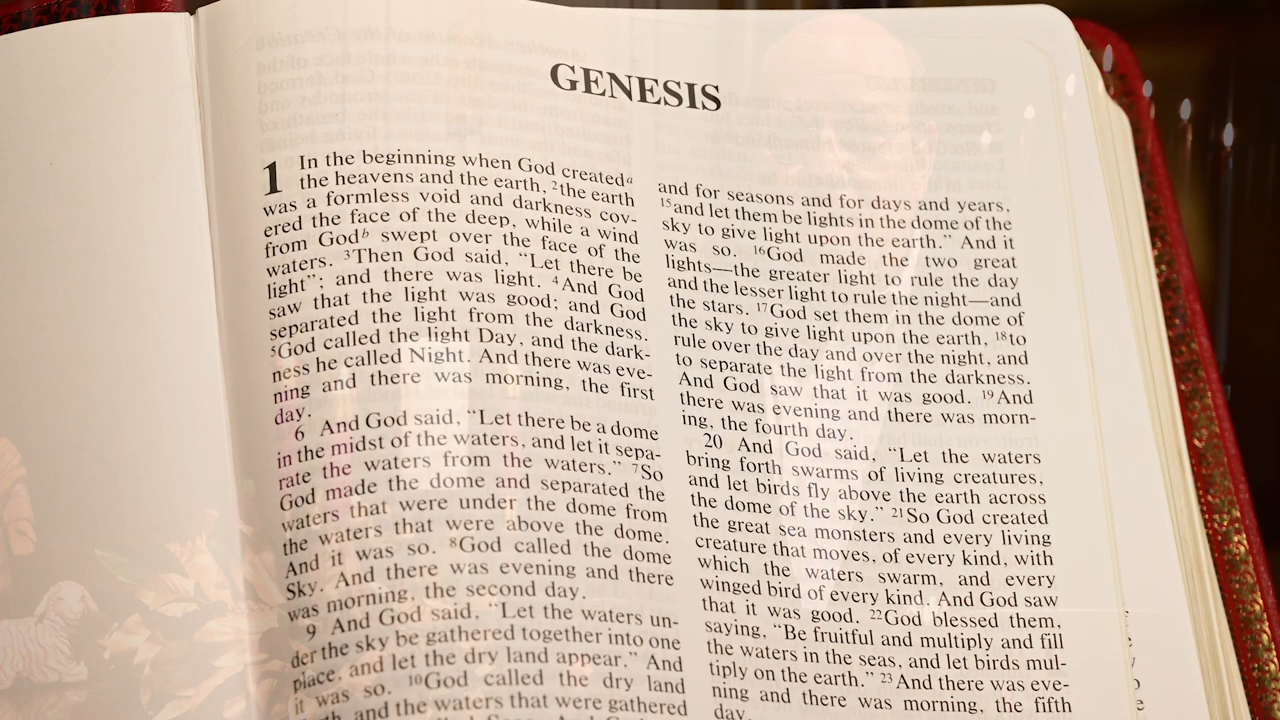 GENESIS
1 In the beginning when God createdᵃ
the heavens and the earth, ²the earth
was a formless void and darkness cov-
ered the face of the deep, while a wind
from Godᵇ swept over the face of the
waters. ³Then God said, “Let there be
light”; and there was light. ⁴And God
saw that the light was good; and God
separated the light from the darkness.
⁵God called the light Day, and the dark-
ness he called Night. And there was eve-
ning and there was morning, the first
day.
6 And God said, “Let there be a dome
in the midst of the waters, and let it sepa-
rate the waters from the waters.” ⁷So
God made the dome and separated the
waters that were under the dome from
the waters that were above the dome.
And it was so. ⁸God called the dome
Sky. And there was evening and there
was morning, the second day.
9 And God said, “Let the waters un-
der the sky be gathered together into one
place, and let the dry land appear.” And
it was so. ¹⁰God called the dry land
and the waters that were gathered
and for seasons and for days and years,
¹⁵and let them be lights in the dome of the
sky to give light upon the earth.” And it
was so. ¹⁶God made the two great
lights—the greater light to rule the day
and the lesser light to rule the night—and
the stars. ¹⁷God set them in the dome of
the sky to give light upon the earth, ¹⁸to
rule over the day and over the night, and
to separate the light from the darkness.
And God saw that it was good. ¹⁹And
there was evening and there was morn-
ing, the fourth day.
20 And God said, “Let the waters
bring forth swarms of living creatures,
and let birds fly above the earth across
the dome of the sky.” ²¹So God created
the great sea monsters and every living
creature that moves, of every kind, with
which the waters swarm, and every
winged bird of every kind. And God saw
that it was good. ²²God blessed them,
saying, “Be fruitful and multiply and fill
the waters in the seas, and let birds mul-
tiply on the earth.” ²³And there was eve-
ning and there was morning, the fifth
day.